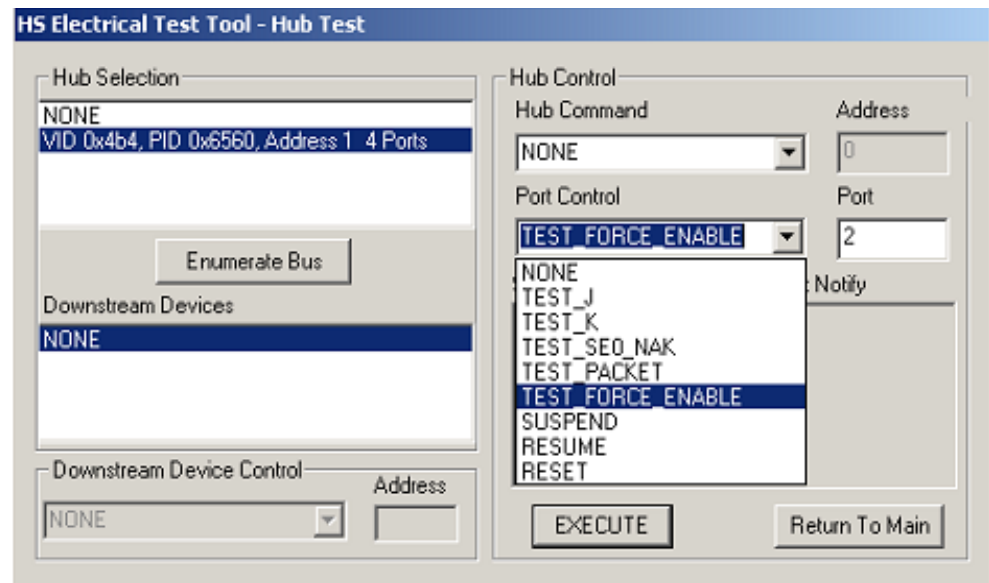 HS Electrical Test Tool - Hub Test
Hub Selection
NONE
VID 0x4b4, PID 0x6560, Address 1 4 Ports
Enumerate Bus
Downstream Devices
NONE
Downstream Device Control
Address
NONE
Hub Control
Hub Command
Address
NONE
0
Port Control
Port
TEST_FORCE_ENABLE
2
NONE
TEST_J
TEST_K
TEST_SE0_NAK
TEST_PACKET
TEST_FORCE_ENABLE
SUSPEND
RESUME
RESET
Notify
EXECUTE
Return To Main